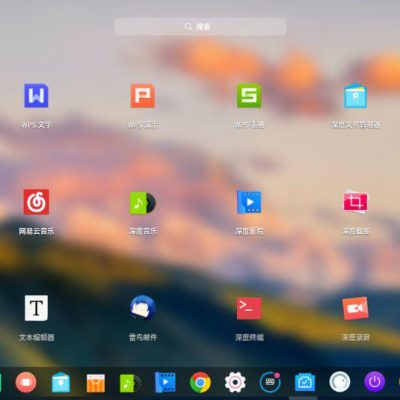 搜索
WPS 文字
WPS 演示
WPS 表格
深度文件管理器
网易云音乐
深度音乐
深度影院
深度截图
文本编辑器
雷鸟邮件
深度终端
深度录屏